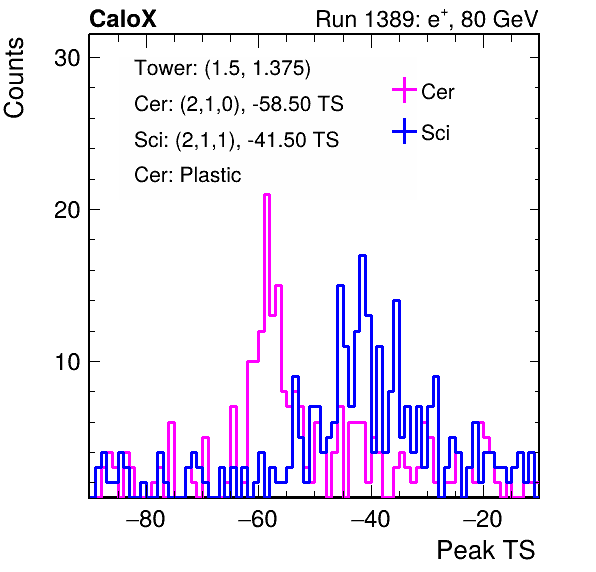 CaloX Run 1389: e⁺, 80 GeV
Counts
30
Tower: (1.5, 1.375)
Cer
Cer: (2,1,0), -58.50 TS
Sci
Sci: (2,1,1), -41.50 TS
Cer: Plastic
20
10
−80 −60 −40 −20
Peak TS